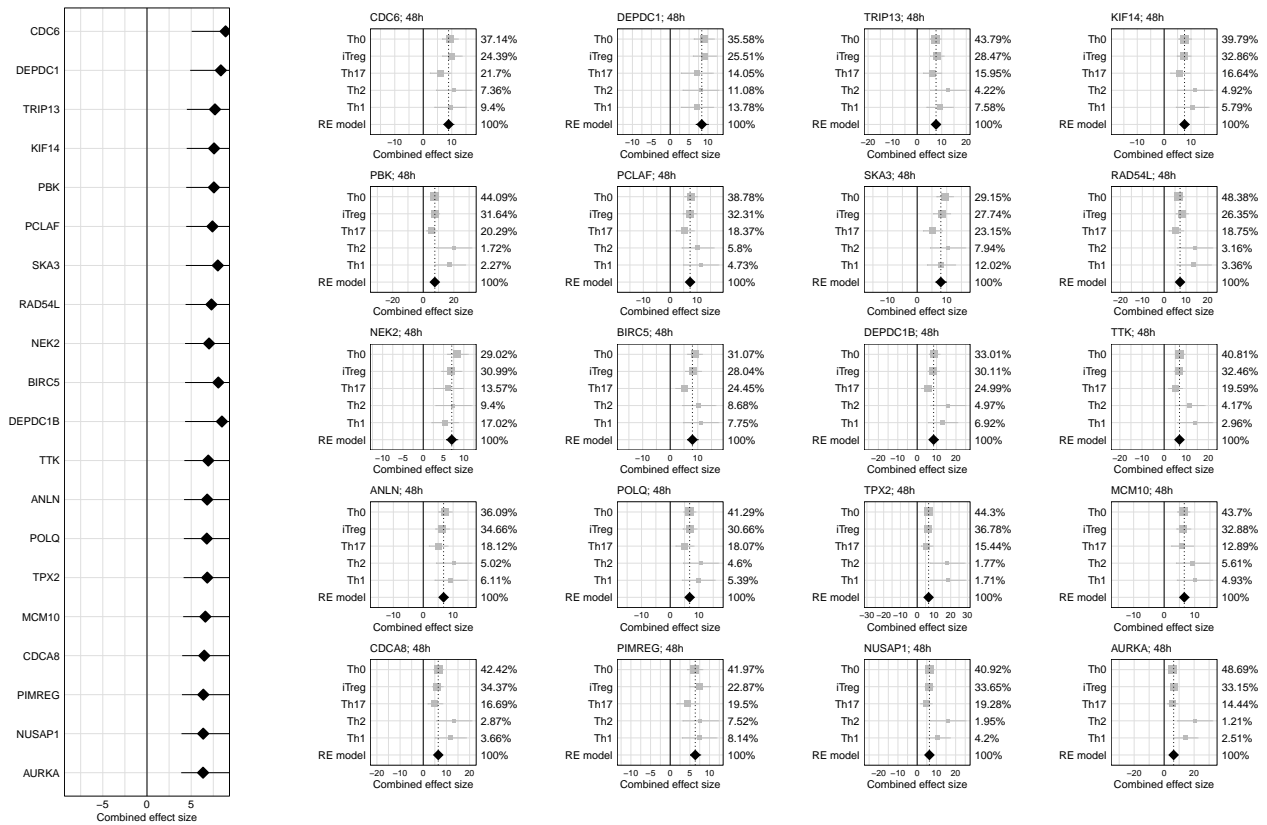 CDC6
DEPDC1
TRIP13
KIF14
PBK
PCLAF
SKA3
RAD54L
NEK2
BIRC5
DEPDC1B
TTK
ANLN
POLQ
TPX2
MCM10
CDCA8
PIMREG
NUSAP1
AURKA
−5 0 5
Combined effect size
CDC6; 48h
Th0 37.14%
iTreg 24.39%
Th17 21.7%
Th2 7.36%
Th1 9.4%
RE model 100%
−10 0 10
Combined effect size
DEPDC1; 48h
Th0 35.58%
iTreg 25.51%
Th17 14.05%
Th2 11.08%
Th1 13.78%
RE model 100%
−10 −5 0 5 10
Combined effect size
TRIP13; 48h
Th0 43.79%
iTreg 28.47%
Th17 15.95%
Th2 4.22%
Th1 7.58%
RE model 100%
−20 −10 0 10 20
Combined effect size
KIF14; 48h
Th0 39.79%
iTreg 32.86%
Th17 16.64%
Th2 4.92%
Th1 5.79%
RE model 100%
−10 0 10
Combined effect size
PBK; 48h
Th0 44.09%
iTreg 31.64%
Th17 20.29%
Th2 1.72%
Th1 2.27%
RE model 100%
−20 0 20
Combined effect size
PCLAF; 48h
Th0 38.78%
iTreg 32.31%
Th17 18.37%
Th2 5.8%
Th1 4.73%
RE model 100%
−10 0 10
Combined effect size
SKA3; 48h
Th0 29.15%
iTreg 27.74%
Th17 23.15%
Th2 7.94%
Th1 12.02%
RE model 100%
−10 0 10
Combined effect size
RAD54L; 48h
Th0 48.38%
iTreg 26.35%
Th17 18.75%
Th2 3.16%
Th1 3.36%
RE model 100%
−20 −10 0 10 20
Combined effect size
NEK2; 48h
Th0 29.02%
iTreg 30.99%
Th17 13.57%
Th2 9.4%
Th1 17.02%
RE model 100%
−10 −5 0 5 10
Combined effect size
BIRC5; 48h
Th0 31.07%
iTreg 28.04%
Th17 24.45%
Th2 8.68%
Th1 7.75%
RE model 100%
−10 0 10
Combined effect size
DEPDC1B; 48h
Th0 33.01%
iTreg 30.11%
Th17 24.99%
Th2 4.97%
Th1 6.92%
RE model 100%
−20 −10 0 10 20
Combined effect size
TTK; 48h
Th0 40.81%
iTreg 32.46%
Th17 19.59%
Th2 4.17%
Th1 2.96%
RE model 100%
−20 −10 0 10 20
Combined effect size
ANLN; 48h
Th0 36.09%
iTreg 34.66%
Th17 18.12%
Th2 5.02%
Th1 6.11%
RE model 100%
−10 0 10
Combined effect size
POLQ; 48h
Th0 41.29%
iTreg 30.66%
Th17 18.07%
Th2 4.6%
Th1 5.39%
RE model 100%
−10 0 10
Combined effect size
TPX2; 48h
Th0 44.3%
iTreg 36.78%
Th17 15.44%
Th2 1.77%
Th1 1.71%
RE model 100%
−30 −20 −10 0 10 20 30
Combined effect size
MCM10; 48h
Th0 43.7%
iTreg 32.88%
Th17 12.89%
Th2 5.61%
Th1 4.93%
RE model 100%
−10 0 10
Combined effect size
CDCA8; 48h
Th0 42.42%
iTreg 34.37%
Th17 16.69%
Th2 2.87%
Th1 3.66%
RE model 100%
−20 −10 0 10 20
Combined effect size
PIMREG; 48h
Th0 41.97%
iTreg 22.87%
Th17 19.5%
Th2 7.52%
Th1 8.14%
RE model 100%
−10 −5 0 5 10
Combined effect size
NUSAP1; 48h
Th0 40.92%
iTreg 33.65%
Th17 19.28%
Th2 1.95%
Th1 4.2%
RE model 100%
−20 −10 0 10 20
Combined effect size
AURKA; 48h
Th0 48.69%
iTreg 33.15%
Th17 14.44%
Th2 1.21%
Th1 2.51%
RE model 100%
−20 0 20
Combined effect size